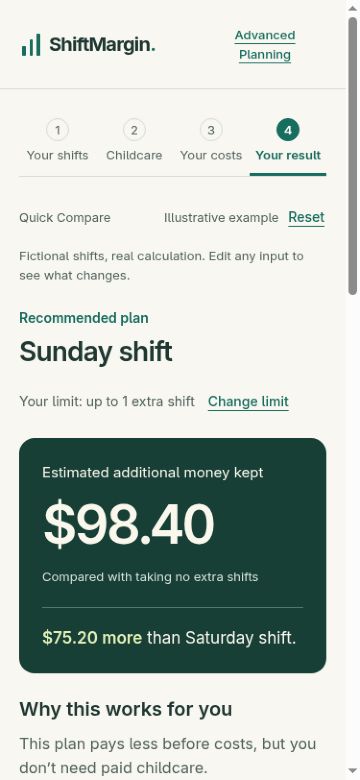 ShiftMargin.
Advanced
Planning
1 2 3 4
Your shifts Childcare Your costs Your result
Quick Compare Illustrative example Reset
Fictional shifts, real calculation. Edit any input to
see what changes.
Recommended plan
Sunday shift
Your limit: up to 1 extra shift Change limit
Estimated additional money kept
$98.40
Compared with taking no extra shifts
$75.20 more than Saturday shift.
Why this works for you
This plan pays less before costs, but you
don’t need paid childcare.